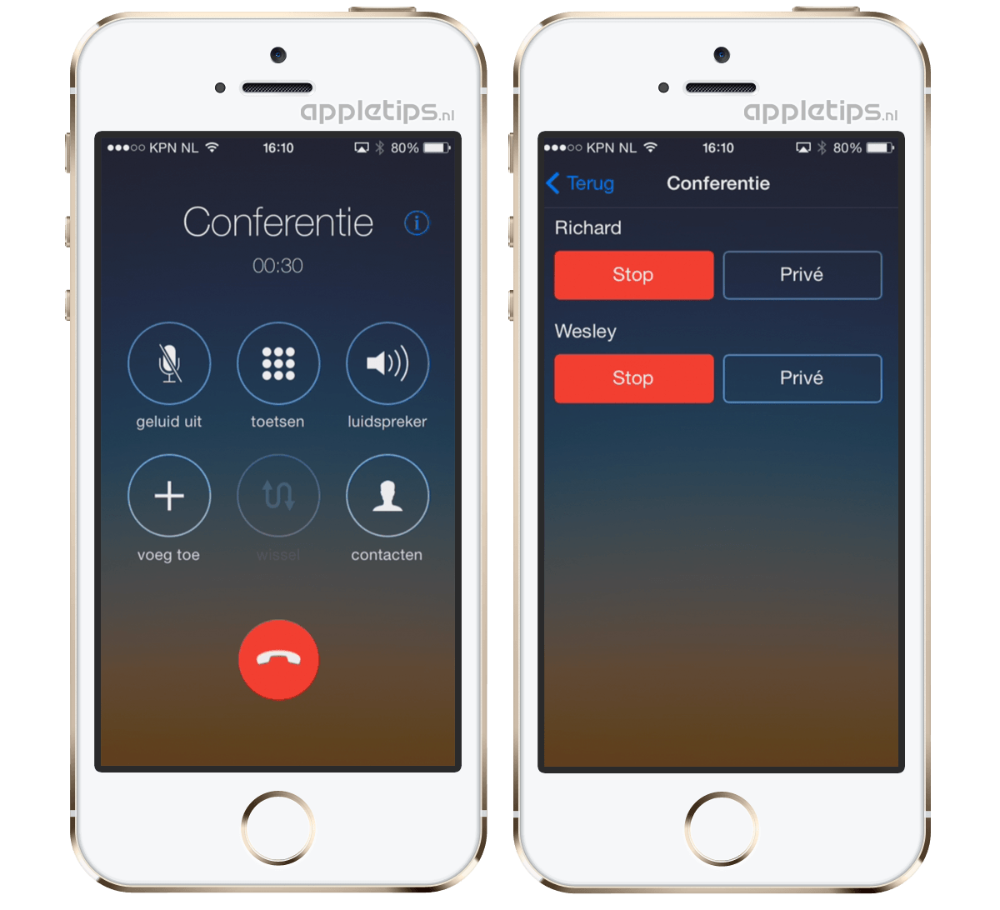 appletips.nl
KPN NL 16:10 80%
Conferentie
00:30
geluid uit toetsen luidspreker
voeg toe wissel contacten
appletips.nl
KPN NL 16:10 80%
Terug Conferentie
Richard
Stop Privé
Wesley
Stop Privé